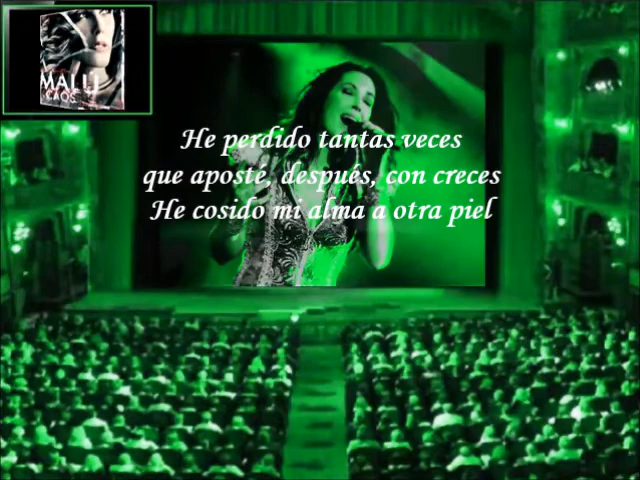 MALÚ
CAOS
He perdido tantas veces
que aposté, después, con creces
He cosido mi alma a otra piel